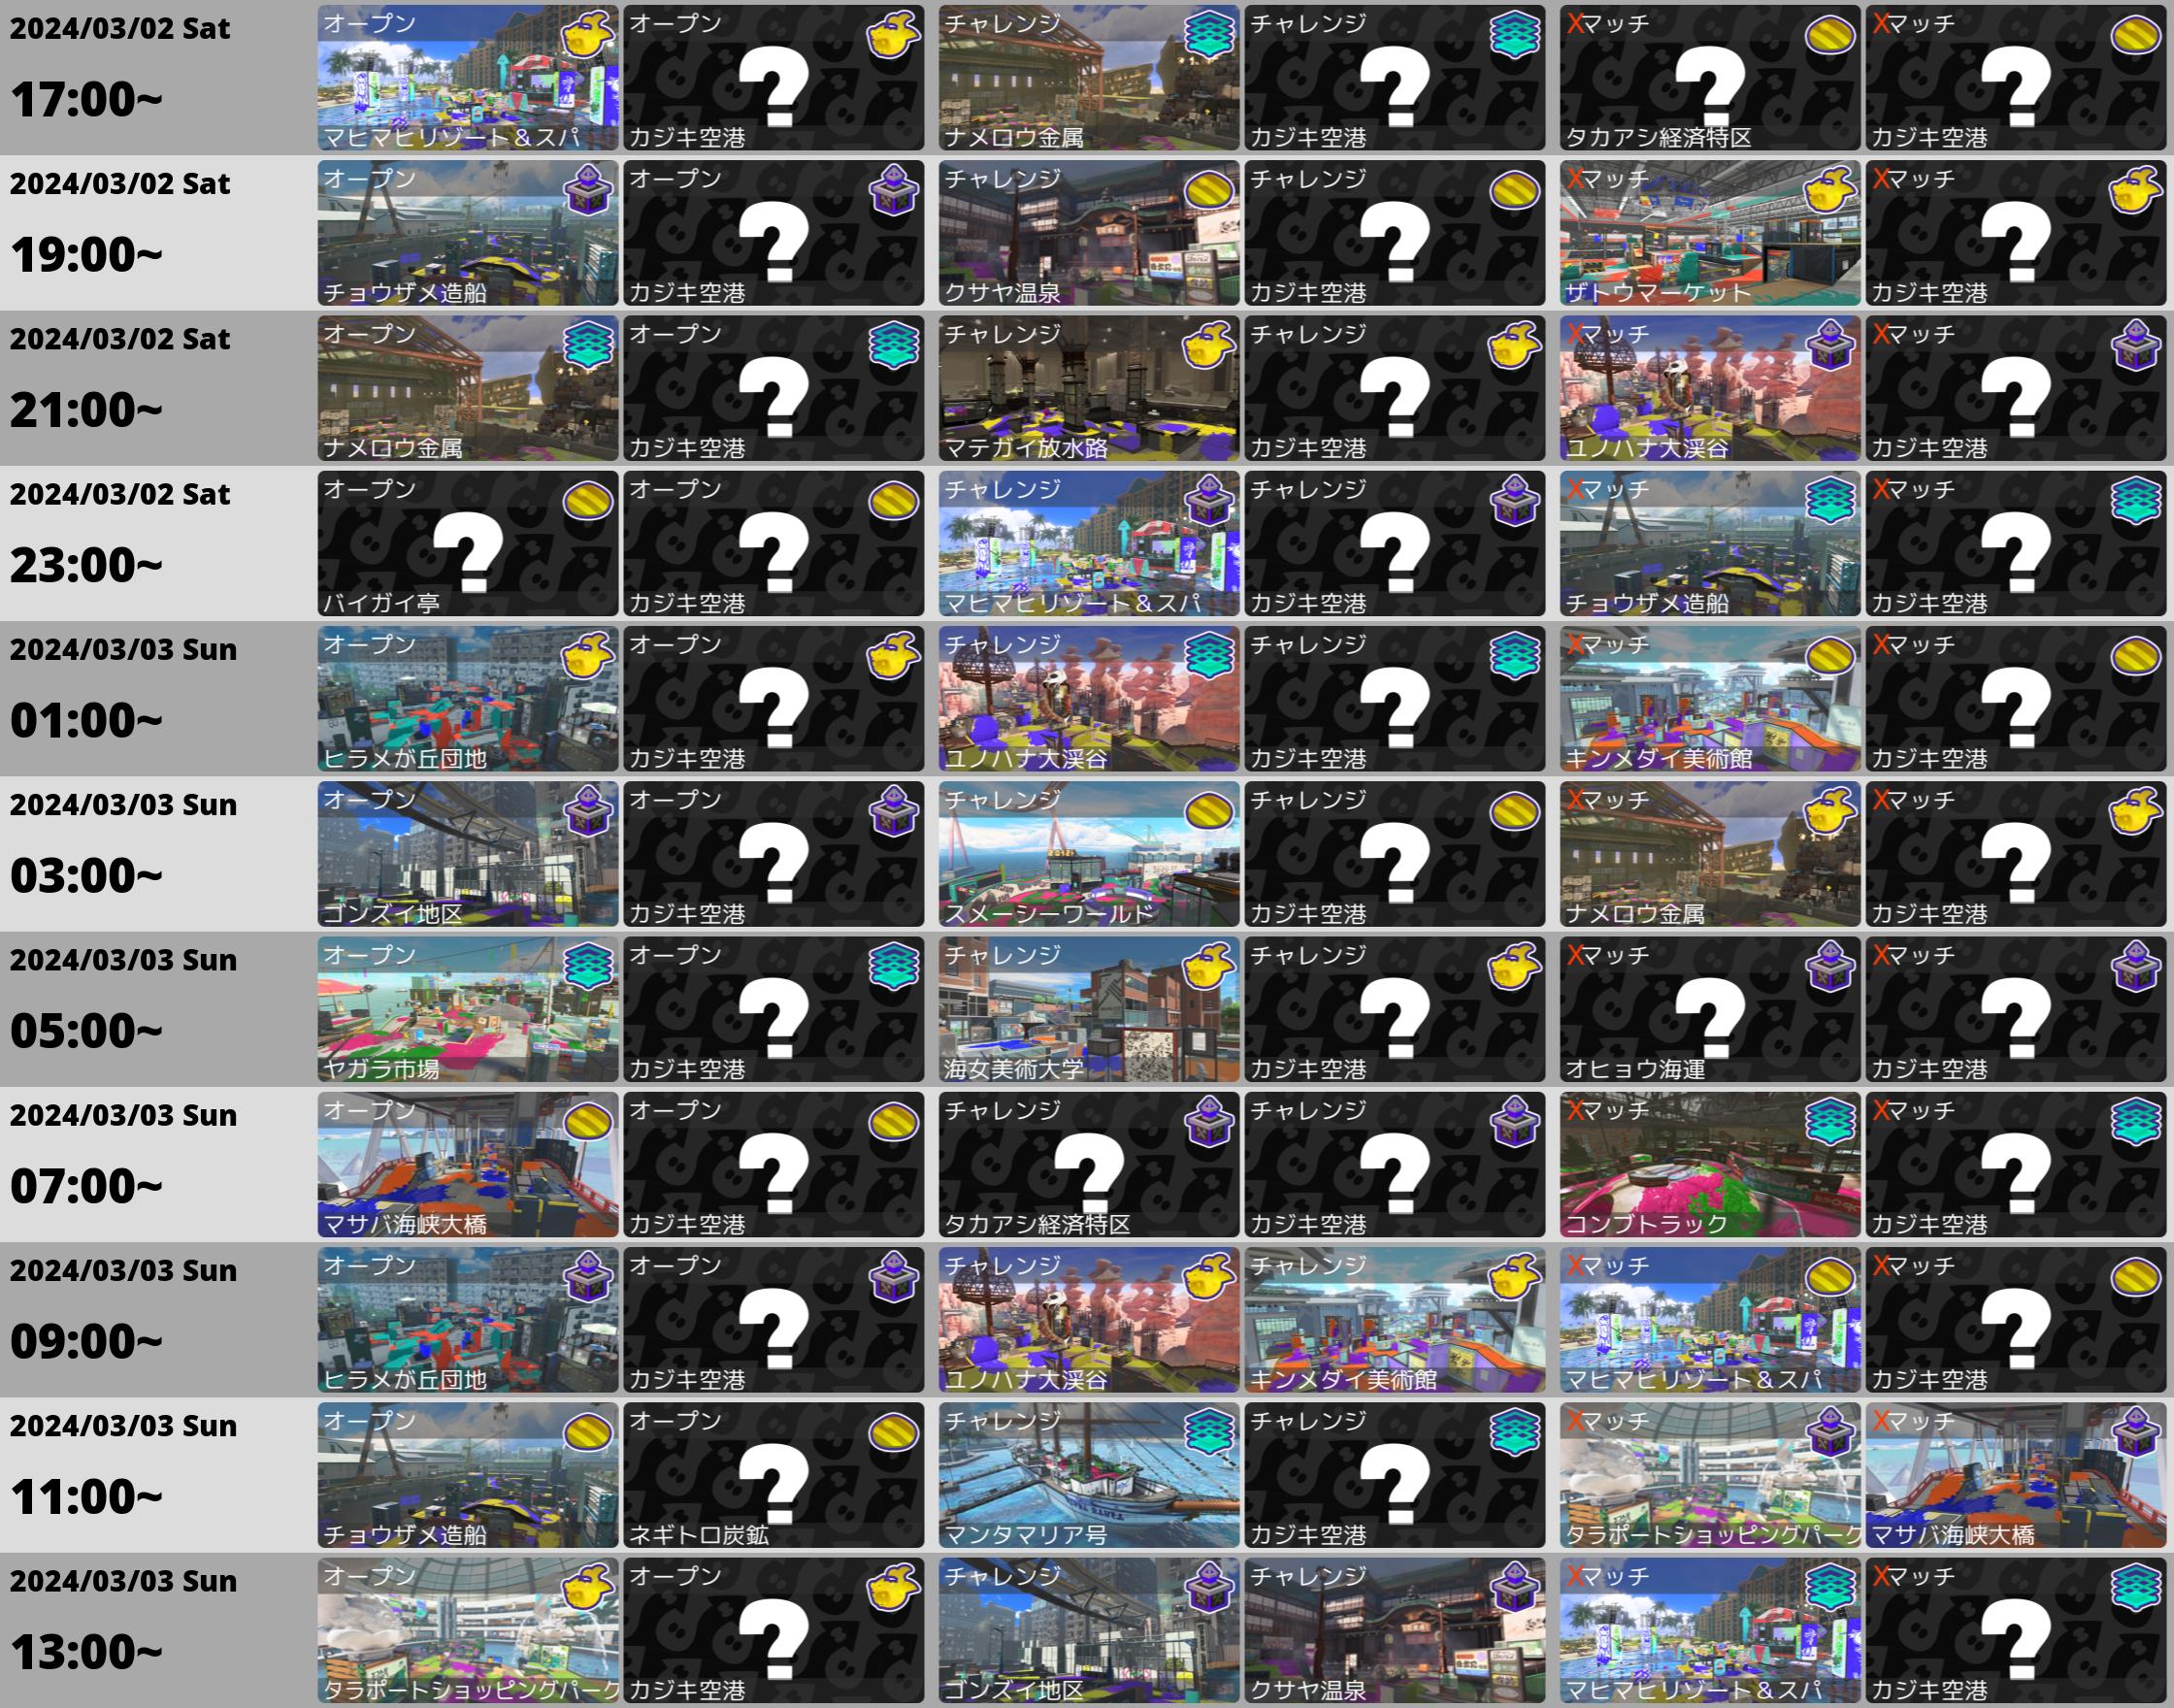 2024/03/02 Sat
17:00~
オープン
マヒマヒリゾート＆スパ
オープン
カジキ空港
チャレンジ
ナメロウ金属
チャレンジ
カジキ空港
Xマッチ
タカアシ経済特区
Xマッチ
カジキ空港
2024/03/02 Sat
19:00~
オープン
チョウザメ造船
オープン
カジキ空港
チャレンジ
クサヤ温泉
チャレンジ
カジキ空港
Xマッチ
ザトウマーケット
Xマッチ
カジキ空港
2024/03/02 Sat
21:00~
オープン
ナメロウ金属
オープン
カジキ空港
チャレンジ
マテガイ放水路
チャレンジ
カジキ空港
Xマッチ
ユノハナ大渓谷
Xマッチ
カジキ空港
2024/03/02 Sat
23:00~
オープン
バイガイ亭
オープン
カジキ空港
チャレンジ
マヒマヒリゾート＆スパ
チャレンジ
カジキ空港
Xマッチ
チョウザメ造船
Xマッチ
カジキ空港
2024/03/03 Sun
01:00~
オープン
ヒラメが丘団地
オープン
カジキ空港
チャレンジ
ユノハナ大渓谷
チャレンジ
カジキ空港
Xマッチ
キンメダイ美術館
Xマッチ
カジキ空港
2024/03/03 Sun
03:00~
オープン
ゴンズイ地区
オープン
カジキ空港
チャレンジ
スメーシーワールド
チャレンジ
カジキ空港
Xマッチ
ナメロウ金属
Xマッチ
カジキ空港
2024/03/03 Sun
05:00~
オープン
ヤガラ市場
オープン
カジキ空港
チャレンジ
海女美術大学
チャレンジ
カジキ空港
Xマッチ
オヒョウ海運
Xマッチ
カジキ空港
2024/03/03 Sun
07:00~
オープン
マサバ海峡大橋
オープン
カジキ空港
チャレンジ
タカアシ経済特区
チャレンジ
カジキ空港
Xマッチ
コンブトラック
Xマッチ
カジキ空港
2024/03/03 Sun
09:00~
オープン
ヒラメが丘団地
オープン
カジキ空港
チャレンジ
ユノハナ大渓谷
チャレンジ
キンメダイ美術館
Xマッチ
マヒマヒリゾート＆スパ
Xマッチ
カジキ空港
2024/03/03 Sun
11:00~
オープン
チョウザメ造船
オープン
ネギトロ炭鉱
チャレンジ
マンタマリア号
チャレンジ
カジキ空港
Xマッチ
タラポートショッピングパーク
Xマッチ
マサバ海峡大橋
2024/03/03 Sun
13:00~
オープン
タラポートショッピングパーク
オープン
カジキ空港
チャレンジ
ゴンズイ地区
チャレンジ
クサヤ温泉
Xマッチ
マヒマヒリゾート＆スパ
Xマッチ
カジキ空港